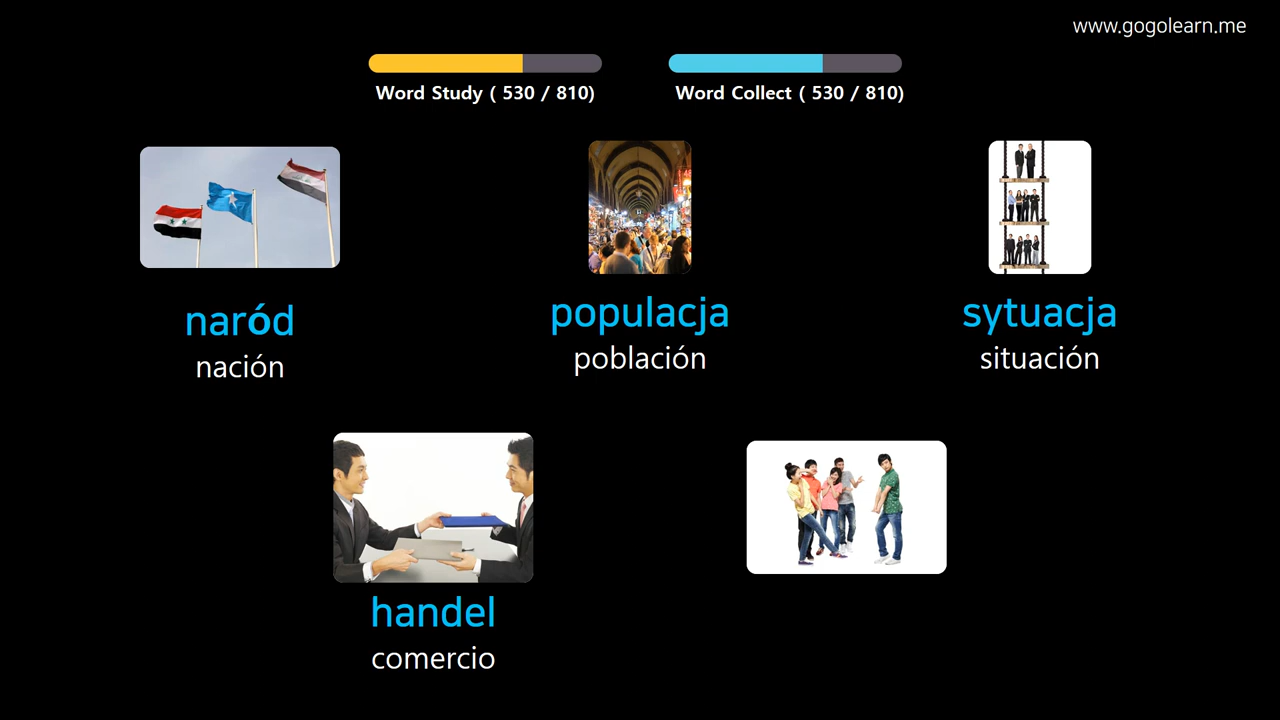 www.gogolearn.me
Word Study ( 530 / 810)
Word Collect ( 530 / 810)
naród
nación
populacja
población
sytuacja
situación
handel
comercio